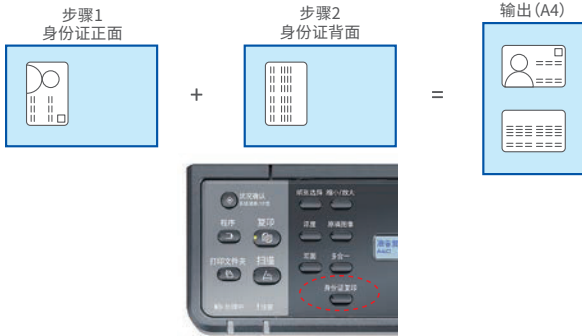 步骤1
身份证正面
步骤2
身份证背面
输出(A4)
+
=
状况确认
纸张选择 缩小/放大
程序 复印
浓度 原稿图像
打印文件夹 扫描
双面 多合一
身份证复印